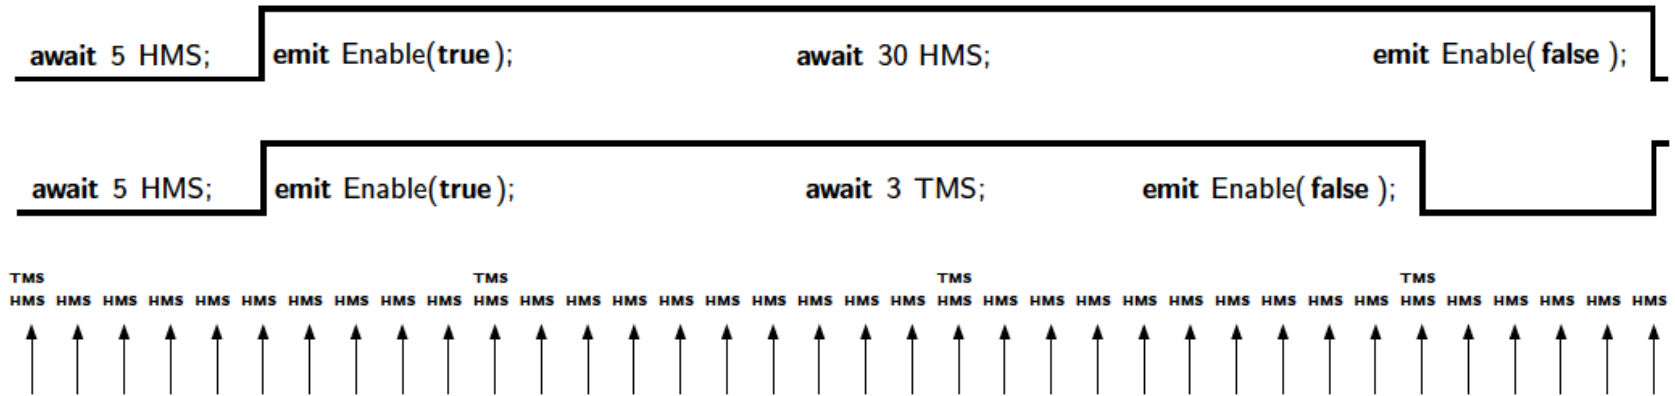 await 5 HMS; emit Enable(true); await 30 HMS; emit Enable(false);
await 5 HMS; emit Enable(true); await 3 TMS; emit Enable(false);
TMS TMS TMS TMS
HMS HMS HMS HMS HMS HMS HMS HMS HMS HMS HMS HMS HMS HMS HMS HMS HMS HMS HMS HMS HMS HMS HMS HMS HMS HMS HMS HMS HMS HMS HMS HMS HMS HMS HMS HMS